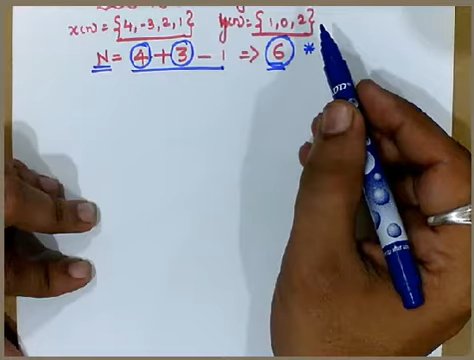 x(n) = {4, -3, 2, 1} y(n) = {1, 0, 2}
N = 4 + 3 - 1 => 6 *